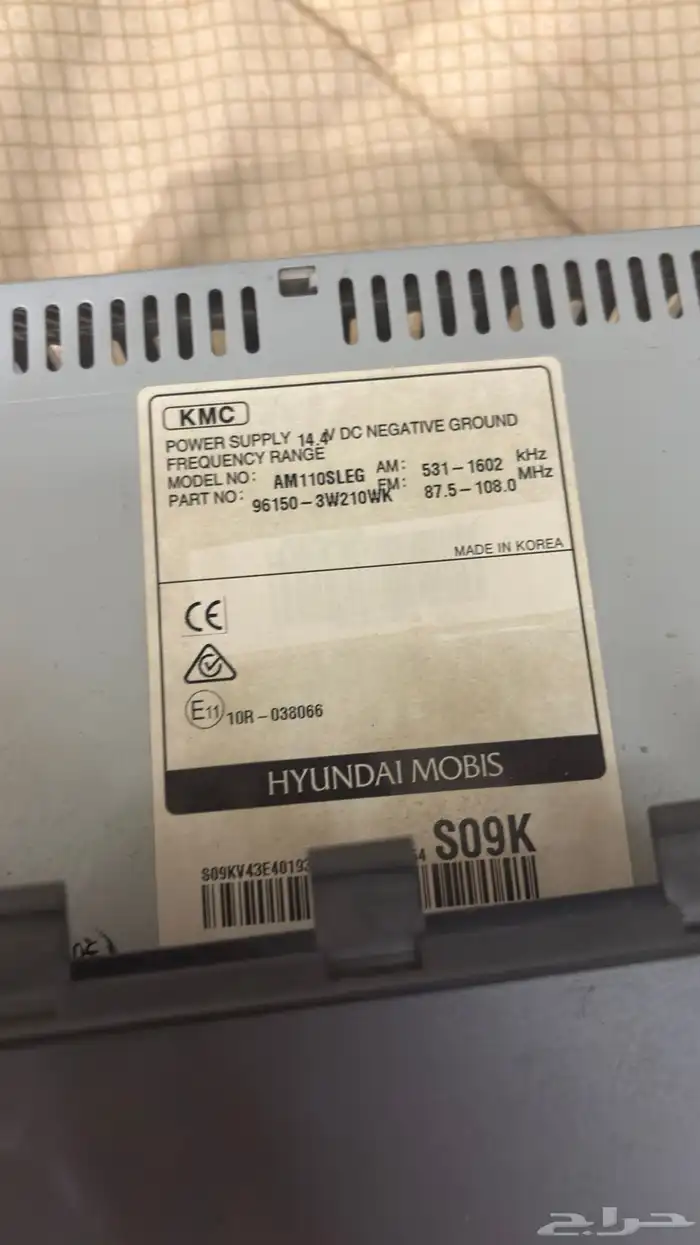 KMC
POWER SUPPLY 14.4V DC NEGATIVE GROUND
FREQUENCY RANGE
MODEL NO: AM110SLEG AM: 531-1602 kHz
PART NO: 96150-3W210WK FM: 87.5-108.0 MHz
MADE IN KOREA
CE
E11 10R-038066
HYUNDAI MOBIS
S09K
S09KV43E40193
حراج